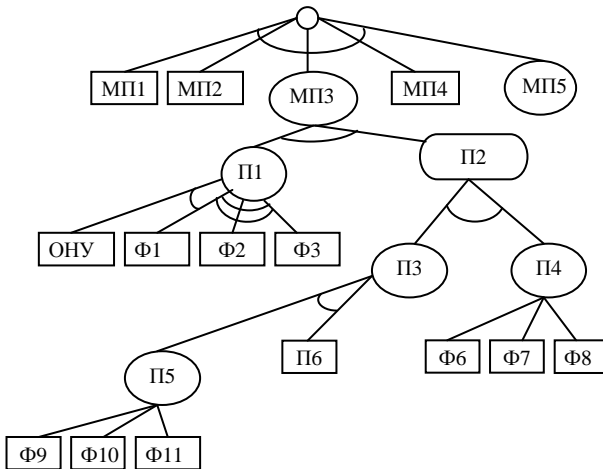 МП1 МП2 МП3 МП4 МП5
П1 П2
ОНУ Ф1 Ф2 Ф3 П3 П4
П5 П6 Ф6 Ф7 Ф8
Ф9 Ф10 Ф11